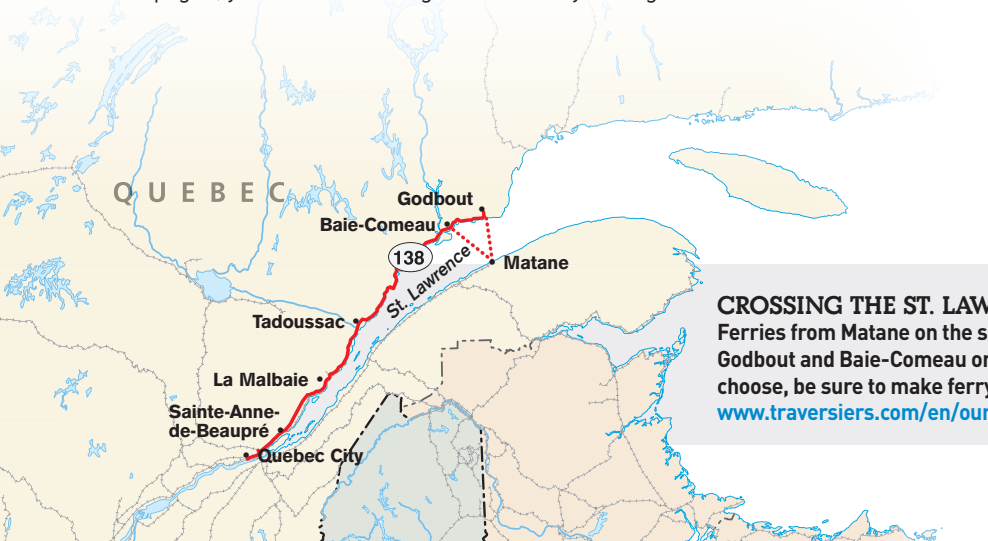 QUEBEC
Godbout
Baie-Comeau
138
St. Lawrence
Matane
Tadoussac
La Malbaie
Sainte-Anne-
de-Beaupré
Quebec City
CROSSING THE ST. LAW
Ferries from Matane on the s
Godbout and Baie-Comeau or
choose, be sure to make ferry
www.traversiers.com/en/our